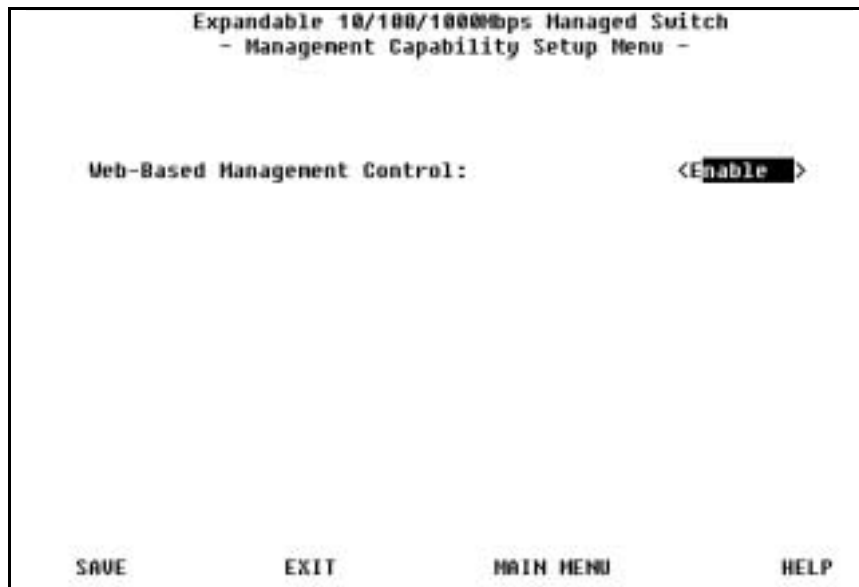 Expandable 10/100/1000Mbps Managed Switch
- Management Capability Setup Menu -
Web-Based Management Control: <Enable >
SAVE EXIT MAIN MENU HELP